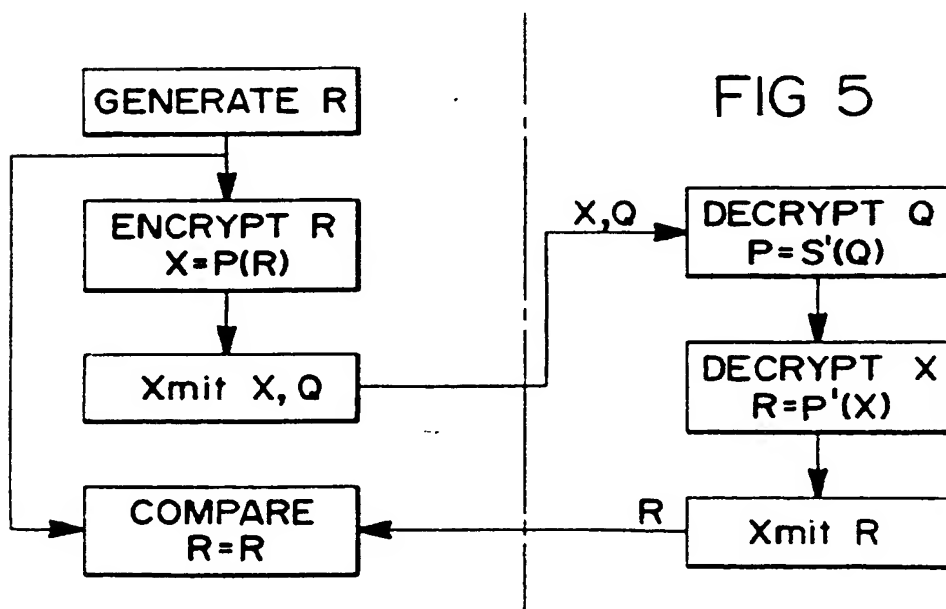 FIG 5
GENERATE R
ENCRYPT R
X=P(R)
Xmit X, Q
COMPARE
R=R
X,Q
DECRYPT Q
P=S'(Q)
DECRYPT X
R=P'(X)
Xmit R
R